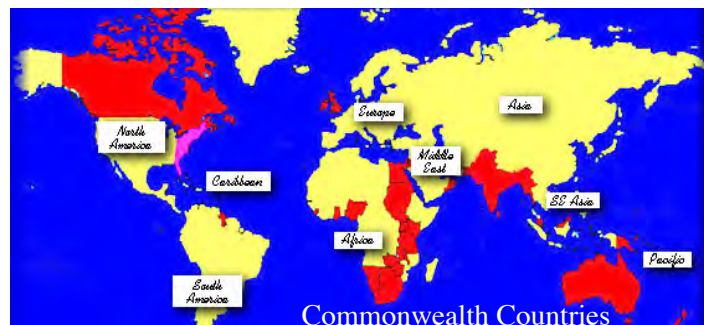 Asia
Europe
North
America
Middle
East
Caribbean
SE Asia
Africa
Pacific
South
America
Commonwealth Countries